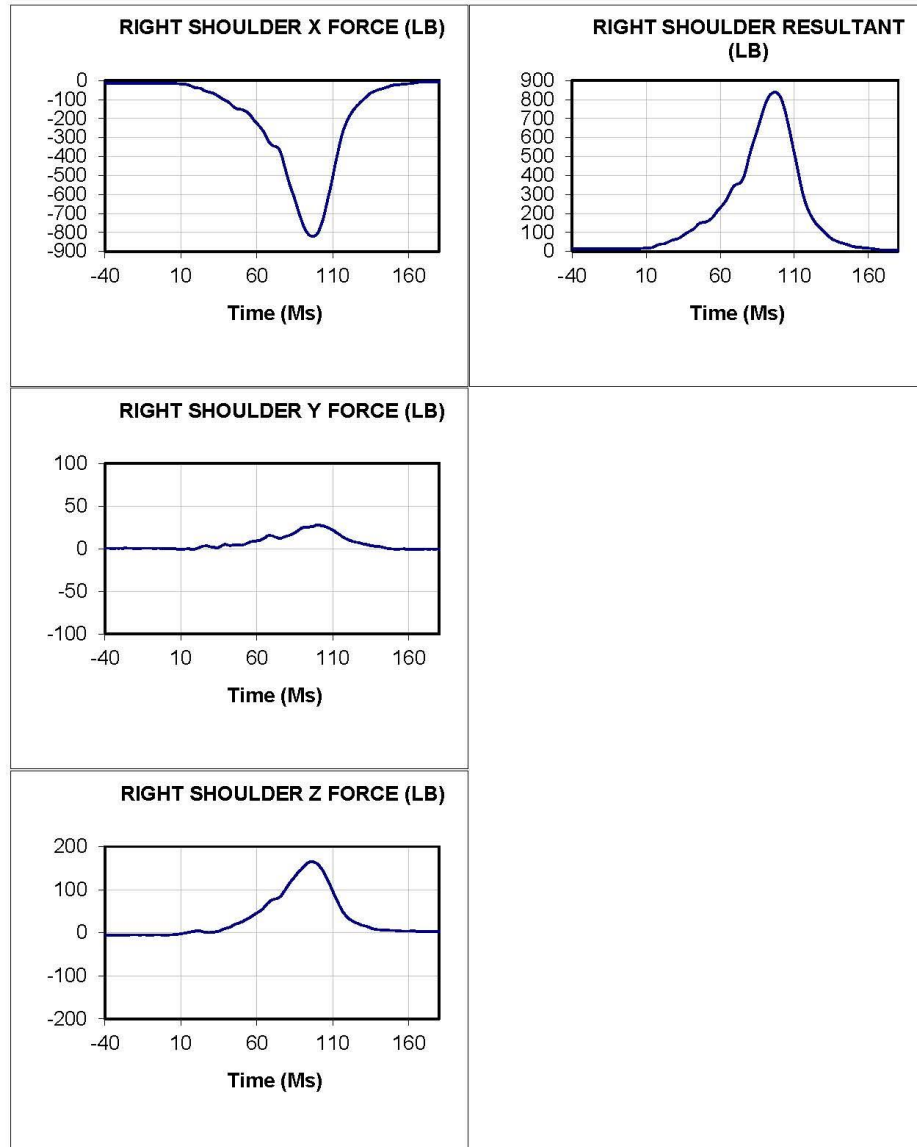 RIGHT SHOULDER X FORCE (LB)
0
-100
-200
-300
-400
-500
-600
-700
-800
-900
-40 10 60 110 160
Time (Ms)
RIGHT SHOULDER RESULTANT
(LB)
900
800
700
600
500
400
300
200
100
0
-40 10 60 110 160
Time (Ms)
RIGHT SHOULDER Y FORCE (LB)
100
50
0
-50
-100
-40 10 60 110 160
Time (Ms)
RIGHT SHOULDER Z FORCE (LB)
200
100
0
-100
-200
-40 10 60 110 160
Time (Ms)